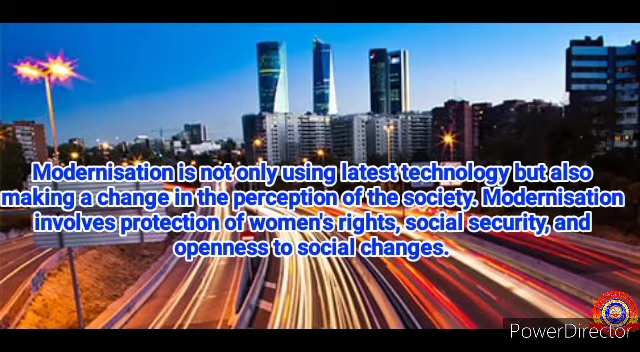 Modernisation is not only using latest technology but also
making a change in the perception of the society. Modernisation
involves protection of women's rights, social security, and
openness to social changes.
PowerDirector